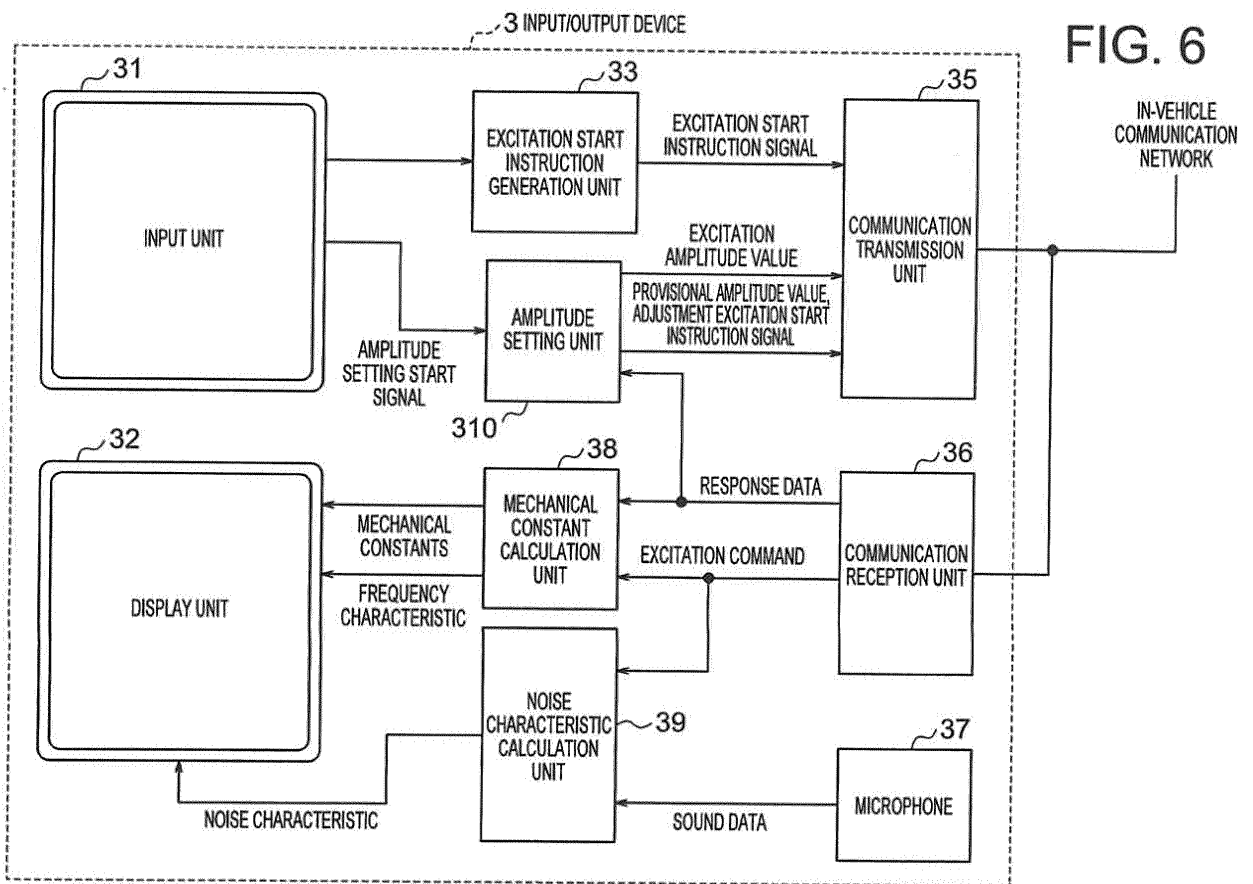 3 INPUT/OUTPUT DEVICE
FIG. 6
31
33
35
IN-VEHICLE
COMMUNICATION
NETWORK
INPUT UNIT
EXCITATION START
INSTRUCTION
GENERATION UNIT
EXCITATION START
INSTRUCTION SIGNAL
COMMUNICATION
TRANSMISSION
UNIT
AMPLITUDE
SETTING START
SIGNAL
AMPLITUDE
SETTING UNIT
310
EXCITATION
AMPLITUDE VALUE
PROVISIONAL AMPLITUDE VALUE,
ADJUSTMENT EXCITATION START
INSTRUCTION SIGNAL
32
38
36
DISPLAY UNIT
MECHANICAL
CONSTANTS
FREQUENCY
CHARACTERISTIC
MECHANICAL
CONSTANT
CALCULATION
UNIT
RESPONSE DATA
EXCITATION COMMAND
COMMUNICATION
RECEPTION UNIT
NOISE
CHARACTERISTIC
CALCULATION
UNIT
39
37
NOISE CHARACTERISTIC
SOUND DATA
MICROPHONE